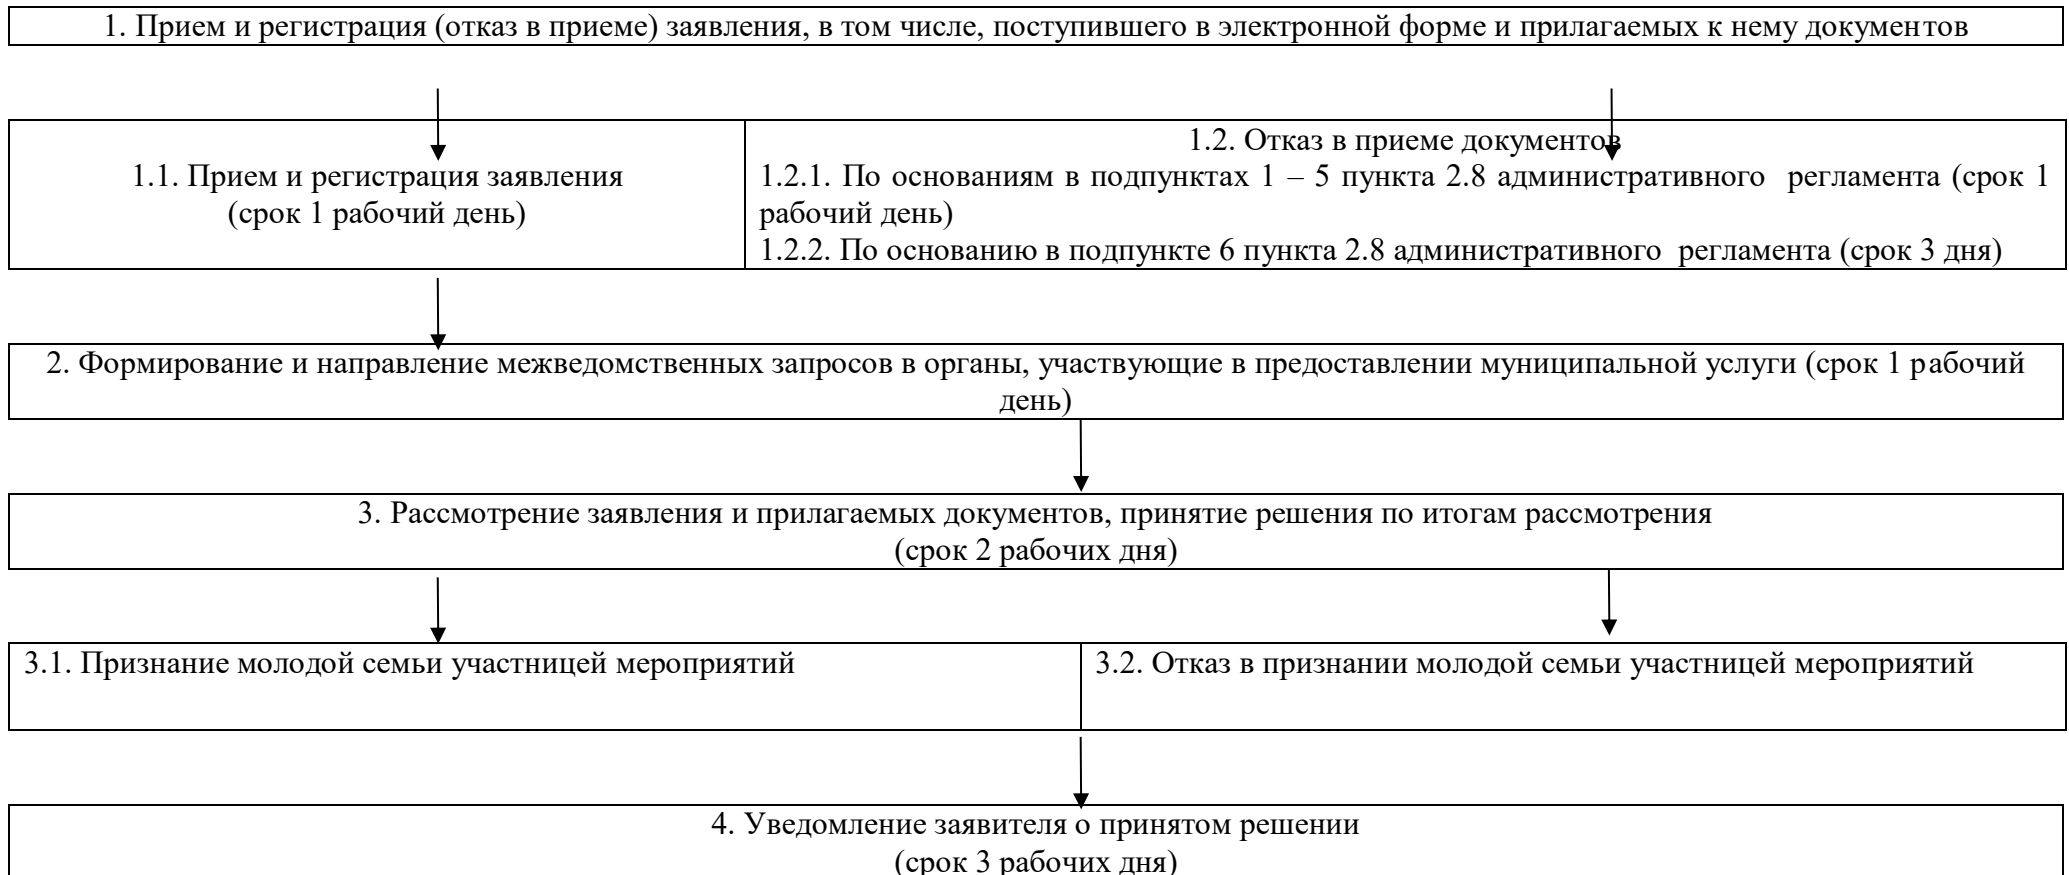 1. Прием и регистрация (отказ в приеме) заявления, в том числе, поступившего в электронной форме и прилагаемых к нему документов
1.1. Прием и регистрация заявления
(срок 1 рабочий день)
1.2. Отказ в приеме документов
1.2.1. По основаниям в подпунктах 1 – 5 пункта 2.8 административного регламента (срок 1
рабочий день)
1.2.2. По основанию в подпункте 6 пункта 2.8 административного регламента (срок 3 дня)
2. Формирование и направление межведомственных запросов в органы, участвующие в предоставлении муниципальной услуги (срок 1 рабочий
день)
3. Рассмотрение заявления и прилагаемых документов, принятие решения по итогам рассмотрения
(срок 2 рабочих дня)
3.1. Признание молодой семьи участницей мероприятий
3.2. Отказ в признании молодой семьи участницей мероприятий
4. Уведомление заявителя о принятом решении
(срок 3 рабочих дня)